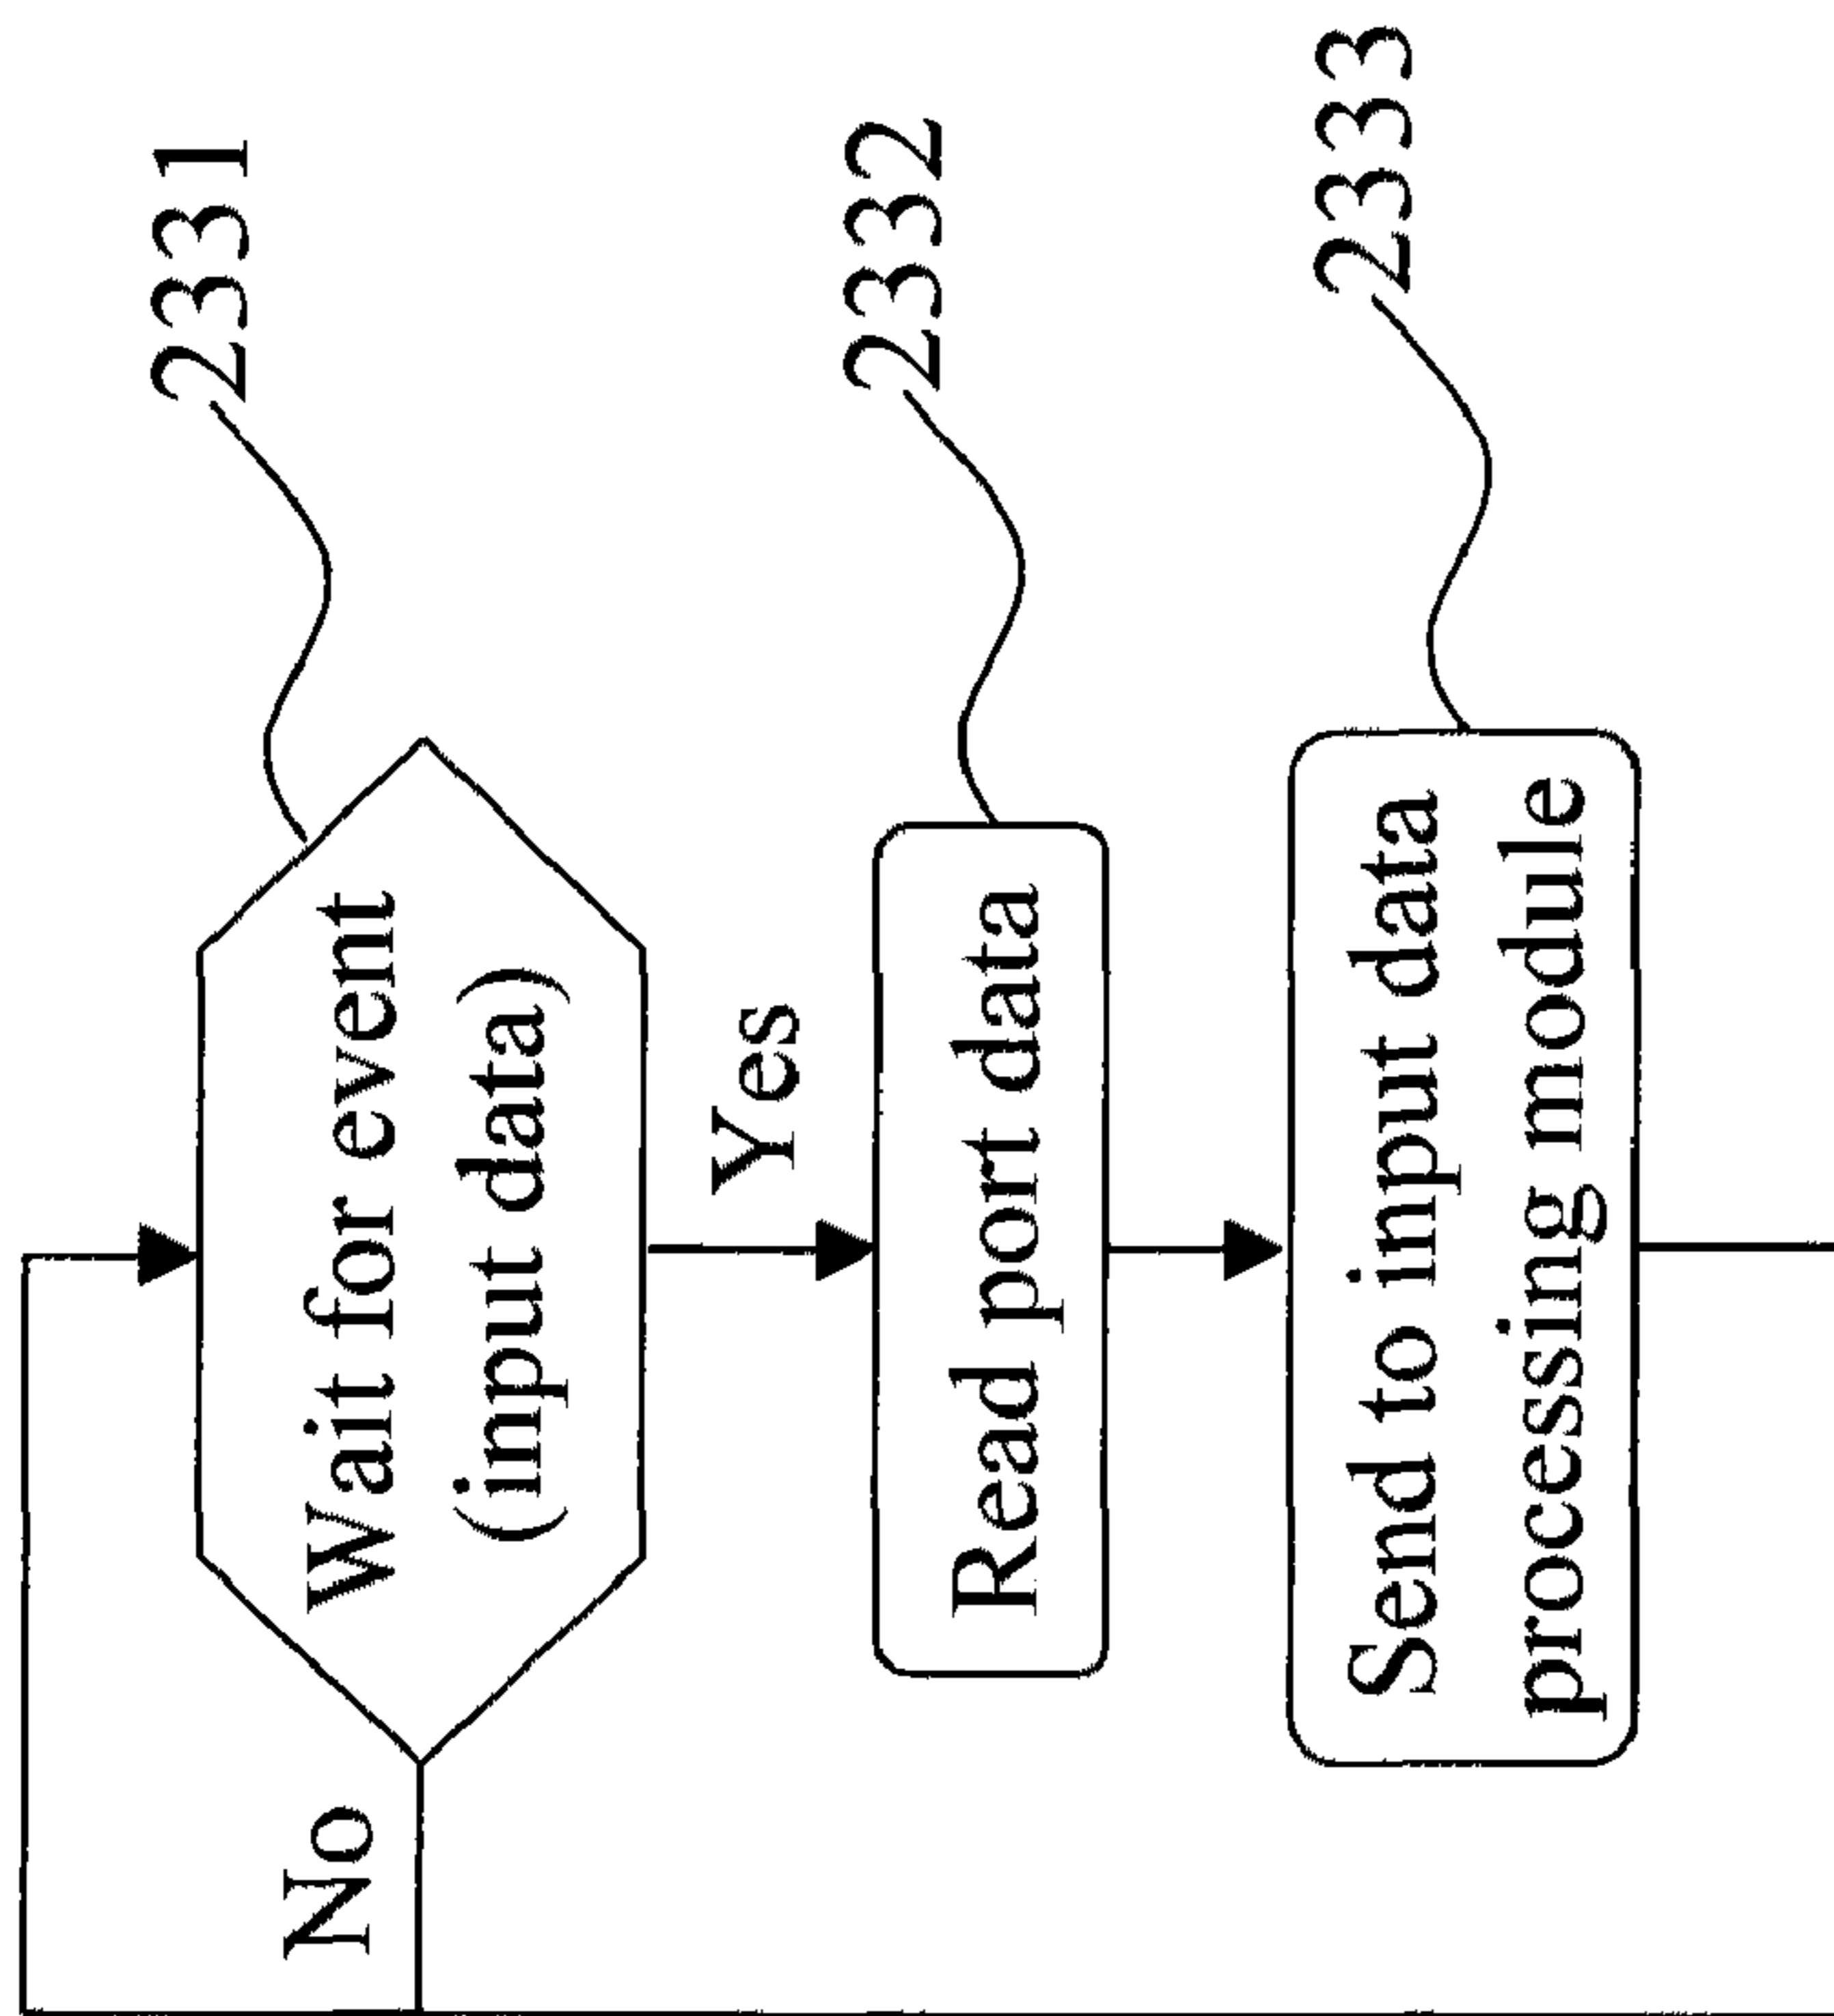 2331
Wait for event
(input data)
No
Yes
2332
Read port data
2333
Send to input data
processing module